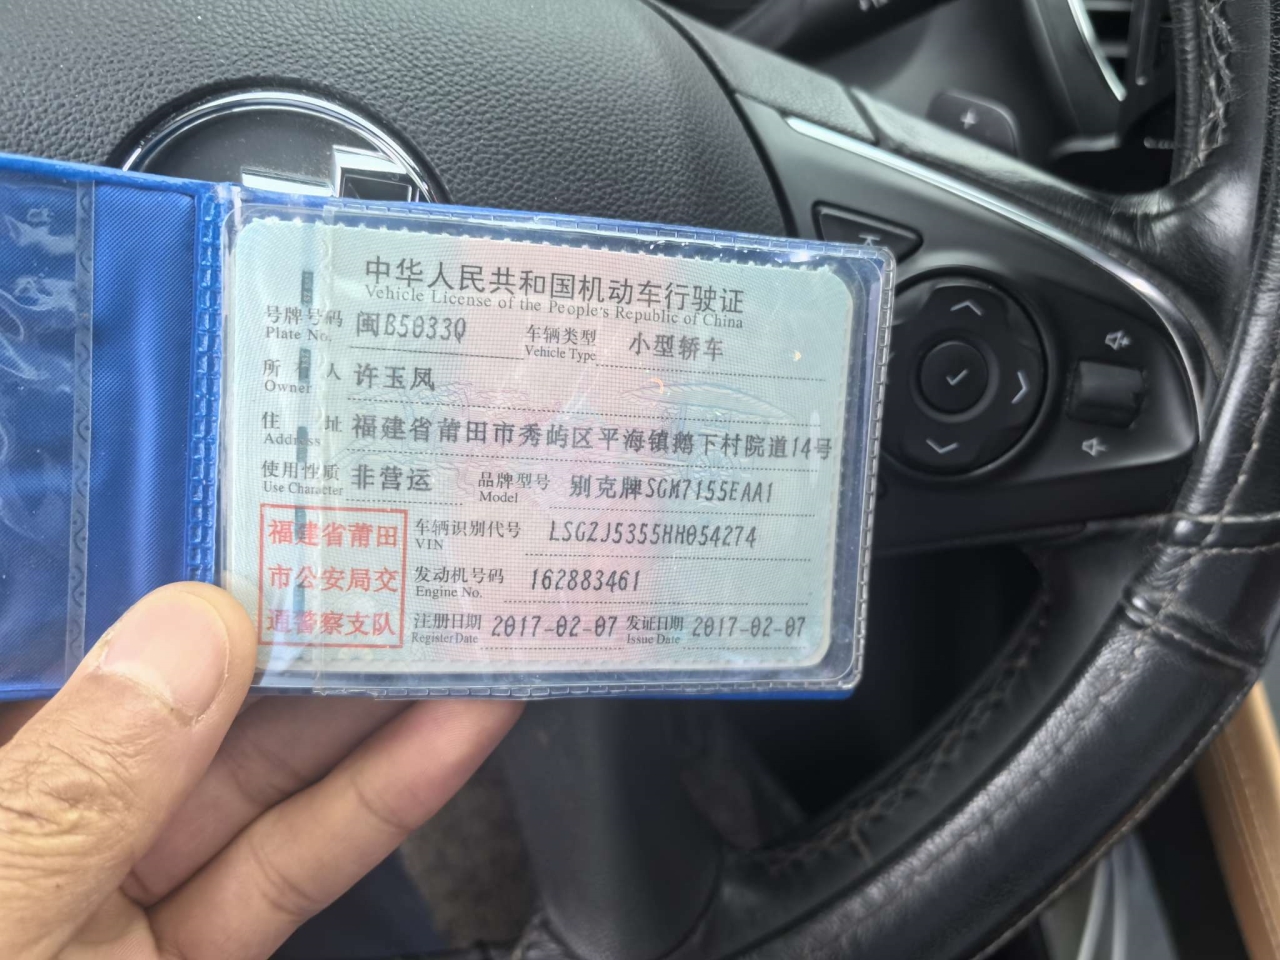 中华人民共和国机动车行驶证
Vehicle License of the People's Republic of China
号牌号码 闽B5033Q 车辆类型 小型轿车
Plate No. Vehicle Type
所有人 许玉凤
Owner
住址 福建省莆田市秀屿区平海镇鹅下村院道14号
Address
使用性质 非营运 品牌型号 别克牌SGM7155EAA1
Use Character Model
福建省莆田
市公安局交
通警察支队
车辆识别代号 LSGZJ5355HH054274
VIN
发动机号码 162883461
Engine No.
注册日期 2017-02-07 发证日期 2017-02-07
Register Date Issue Date